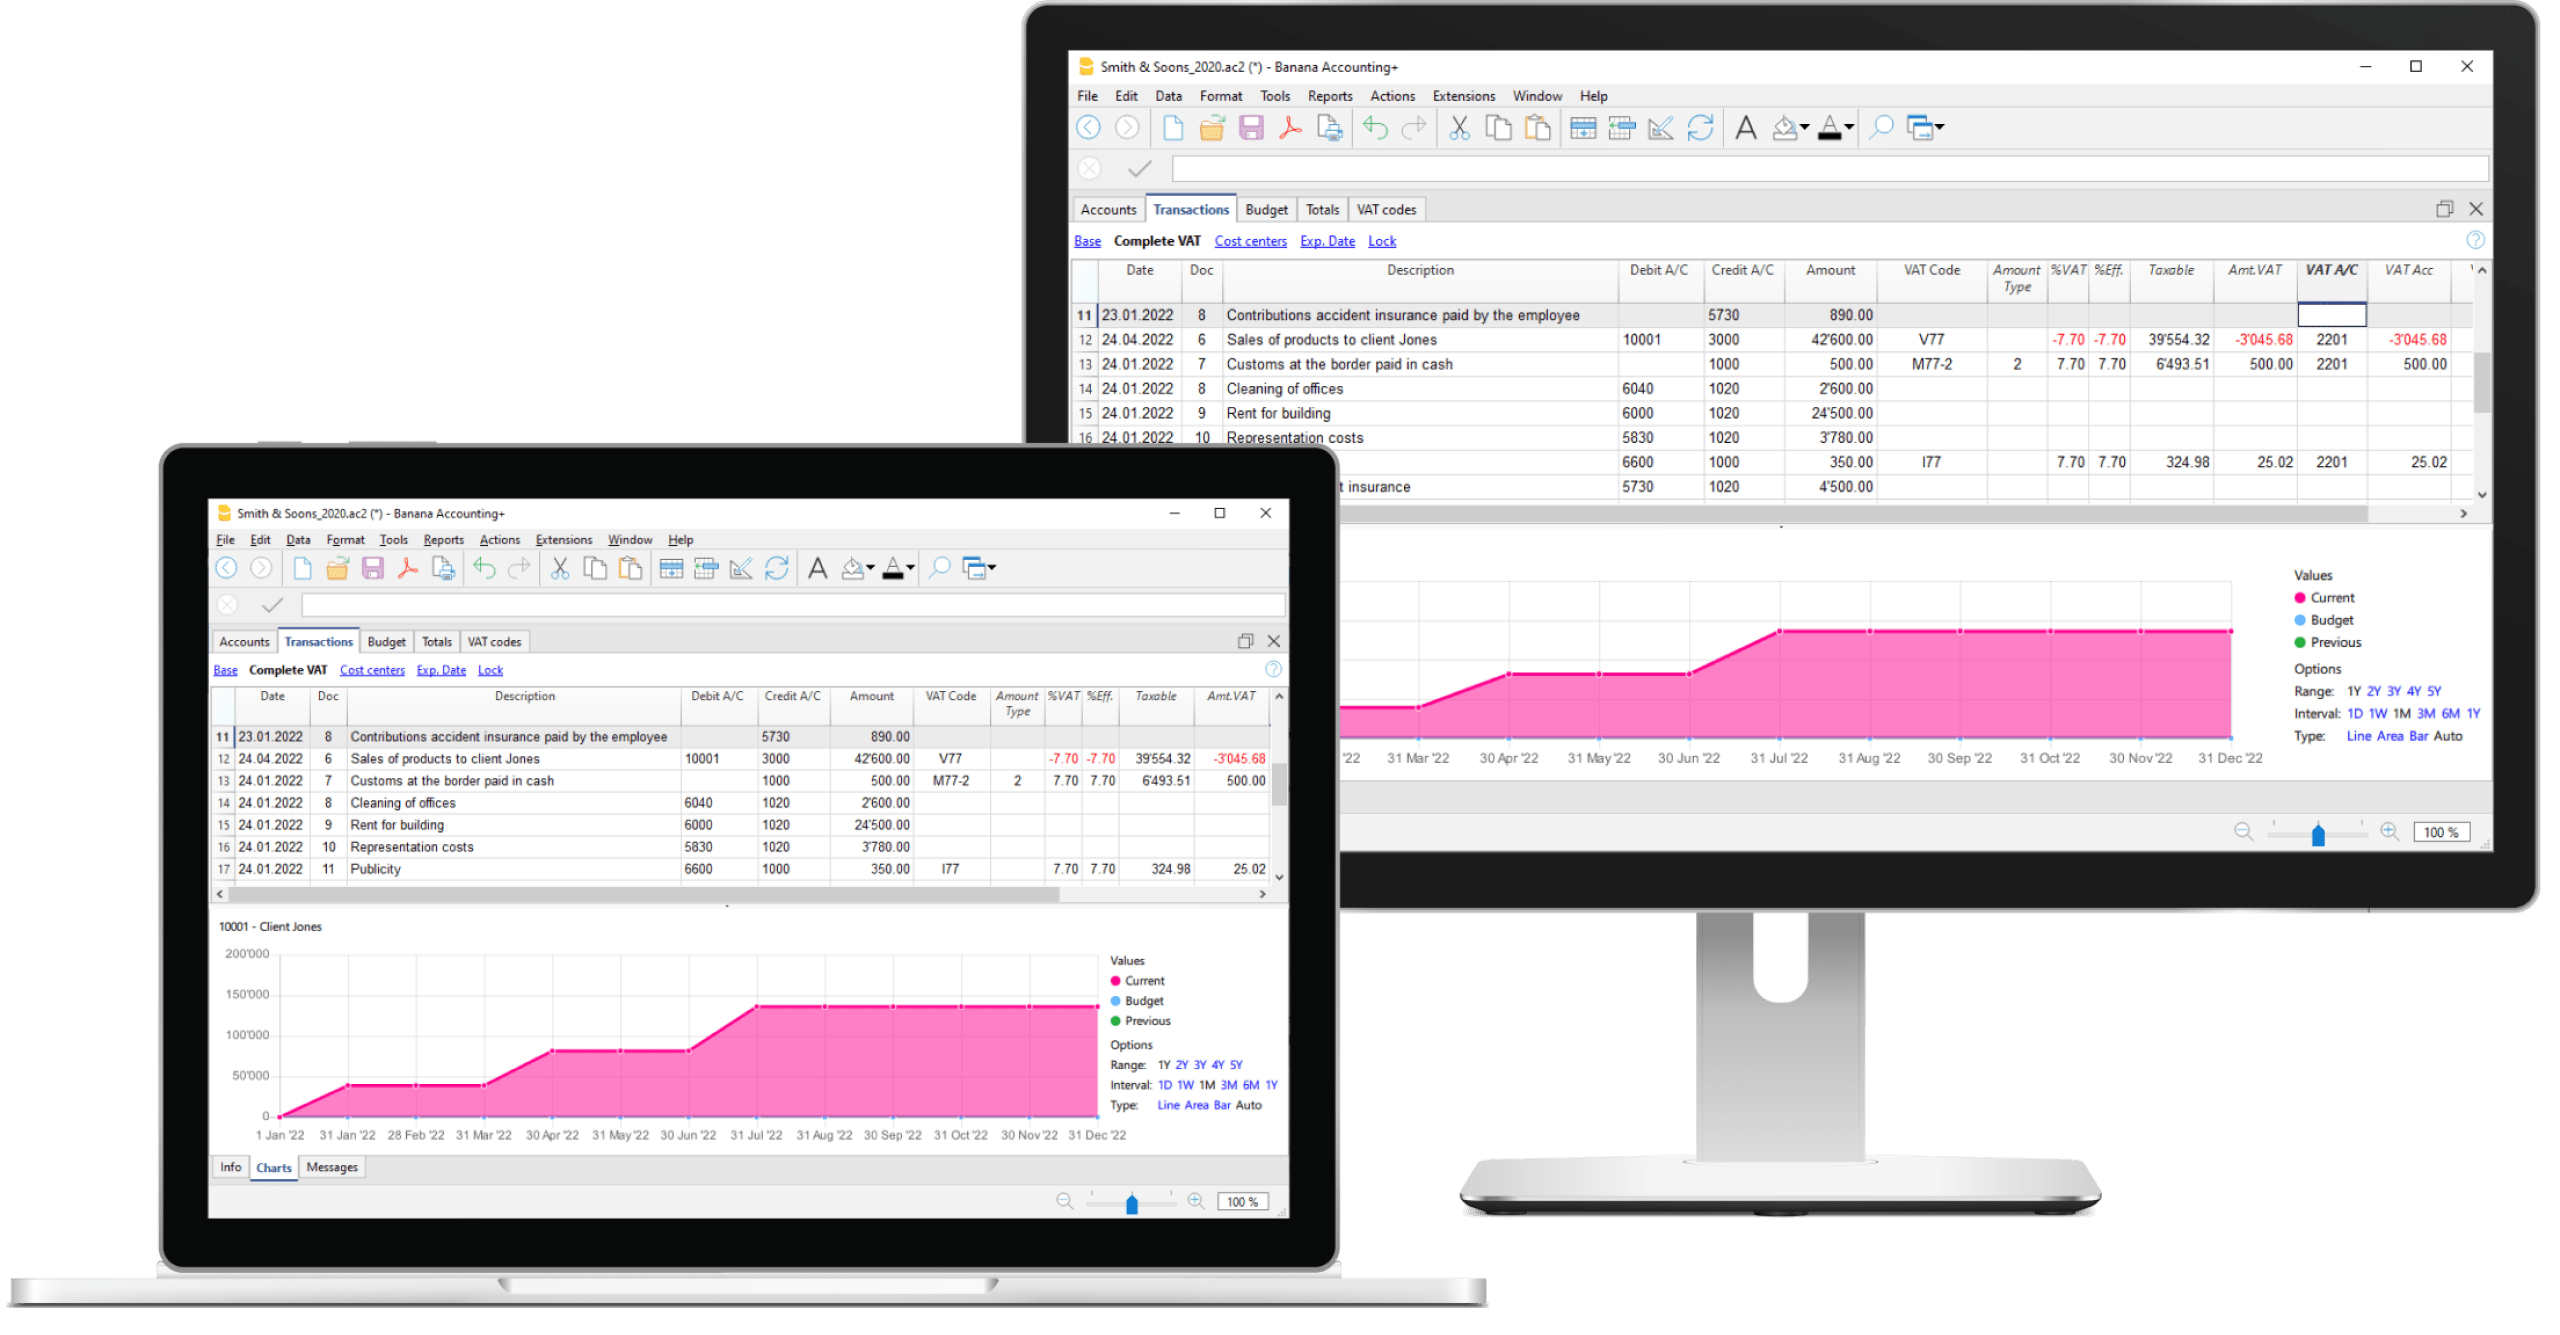 Smith & Soons_2020.ac2 (*) - Banana Accounting+
File Edit Data Format Tools Reports Actions Extensions Window Help
Accounts Transactions Budget Totals VAT codes
Base Complete VAT Cost centers Exp. Date Lock
Date Doc Description Debit A/C Credit A/C Amount VAT Code Amount Type %VAT %Eff. Taxable Amt.VAT VAT A/C VAT Acc
11 23.01.2022 8 Contributions accident insurance paid by the employee 5730 890.00
12 24.04.2022 6 Sales of products to client Jones 10001 3000 42'600.00 V77 -7.70 -7.70 39'554.32 -3'045.68 2201 -3'045.68
13 24.01.2022 7 Customs at the border paid in cash 1000 500.00 M77-2 2 7.70 7.70 6'493.51 500.00 2201 500.00
14 24.01.2022 8 Cleaning of offices 6040 1020 2'600.00
15 24.01.2022 9 Rent for building 6000 1020 24'500.00
16 24.01.2022 10 Representation costs 5830 1020 3'780.00
6600 1000 350.00 I77 7.70 7.70 324.98 25.02 2201 25.02
t insurance 5730 1020 4'500.00
Values
Current
Budget
Previous
Options
Range: 1Y 2Y 3Y 4Y 5Y
Interval: 1D 1W 1M 3M 6M 1Y
Type: Line Area Bar Auto
'22 31 Mar '22 30 Apr '22 31 May '22 30 Jun '22 31 Jul '22 31 Aug '22 30 Sep '22 31 Oct '22 30 Nov '22 31 Dec '22
100 %
Smith & Soons_2020.ac2 (*) - Banana Accounting+
File Edit Data Format Tools Reports Actions Extensions Window Help
Accounts Transactions Budget Totals VAT codes
Base Complete VAT Cost centers Exp. Date Lock
Date Doc Description Debit A/C Credit A/C Amount VAT Code Amount Type %VAT %Eff. Taxable Amt.VAT
11 23.01.2022 8 Contributions accident insurance paid by the employee 5730 890.00
12 24.04.2022 6 Sales of products to client Jones 10001 3000 42'600.00 V77 -7.70 -7.70 39'554.32 -3'045.68
13 24.01.2022 7 Customs at the border paid in cash 1000 500.00 M77-2 2 7.70 7.70 6'493.51 500.00
14 24.01.2022 8 Cleaning of offices 6040 1020 2'600.00
15 24.01.2022 9 Rent for building 6000 1020 24'500.00
16 24.01.2022 10 Representation costs 5830 1020 3'780.00
17 24.01.2022 11 Publicity 6600 1000 350.00 I77 7.70 7.70 324.98 25.02
10001 - Client Jones
200'000
150'000
100'000
50'000
0
1 Jan '22 31 Jan '22 28 Feb '22 31 Mar '22 30 Apr '22 31 May '22 30 Jun '22 31 Jul '22 31 Aug '22 30 Sep '22 31 Oct '22 30 Nov '22 31 Dec '22
Values
Current
Budget
Previous
Options
Range: 1Y 2Y 3Y 4Y 5Y
Interval: 1D 1W 1M 3M 6M 1Y
Type: Line Area Bar Auto
Info Charts Messages
100 %